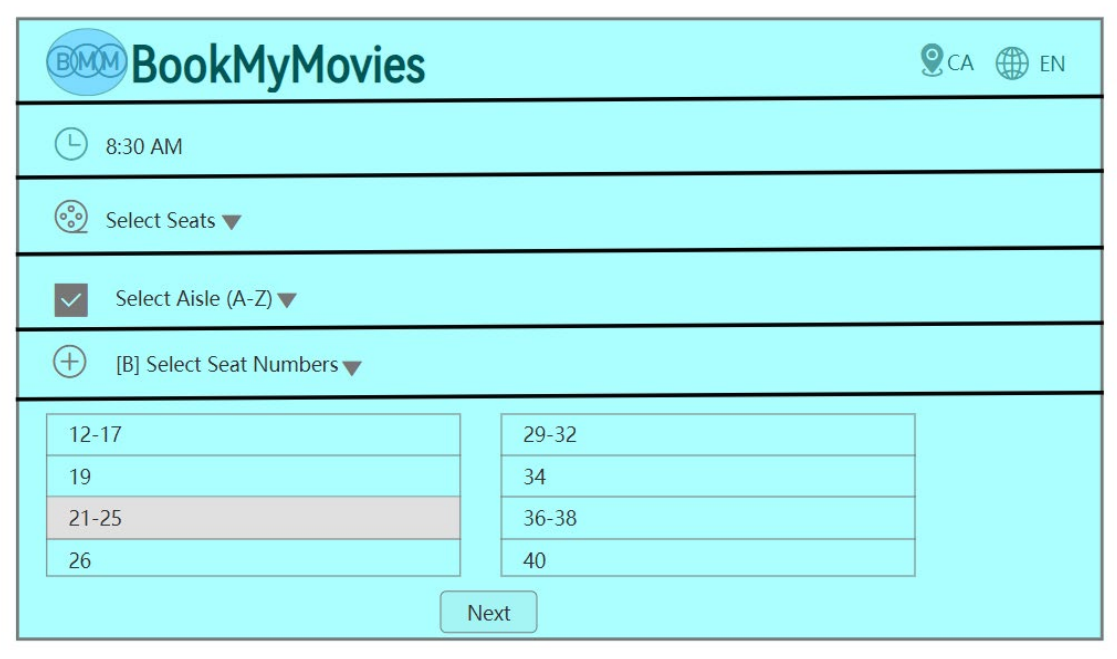 BMM BookMyMovies CA EN
8:30 AM
Select Seats
Select Aisle (A-Z)
[B] Select Seat Numbers
12-17
19
21-25
26
29-32
34
36-38
40
Next